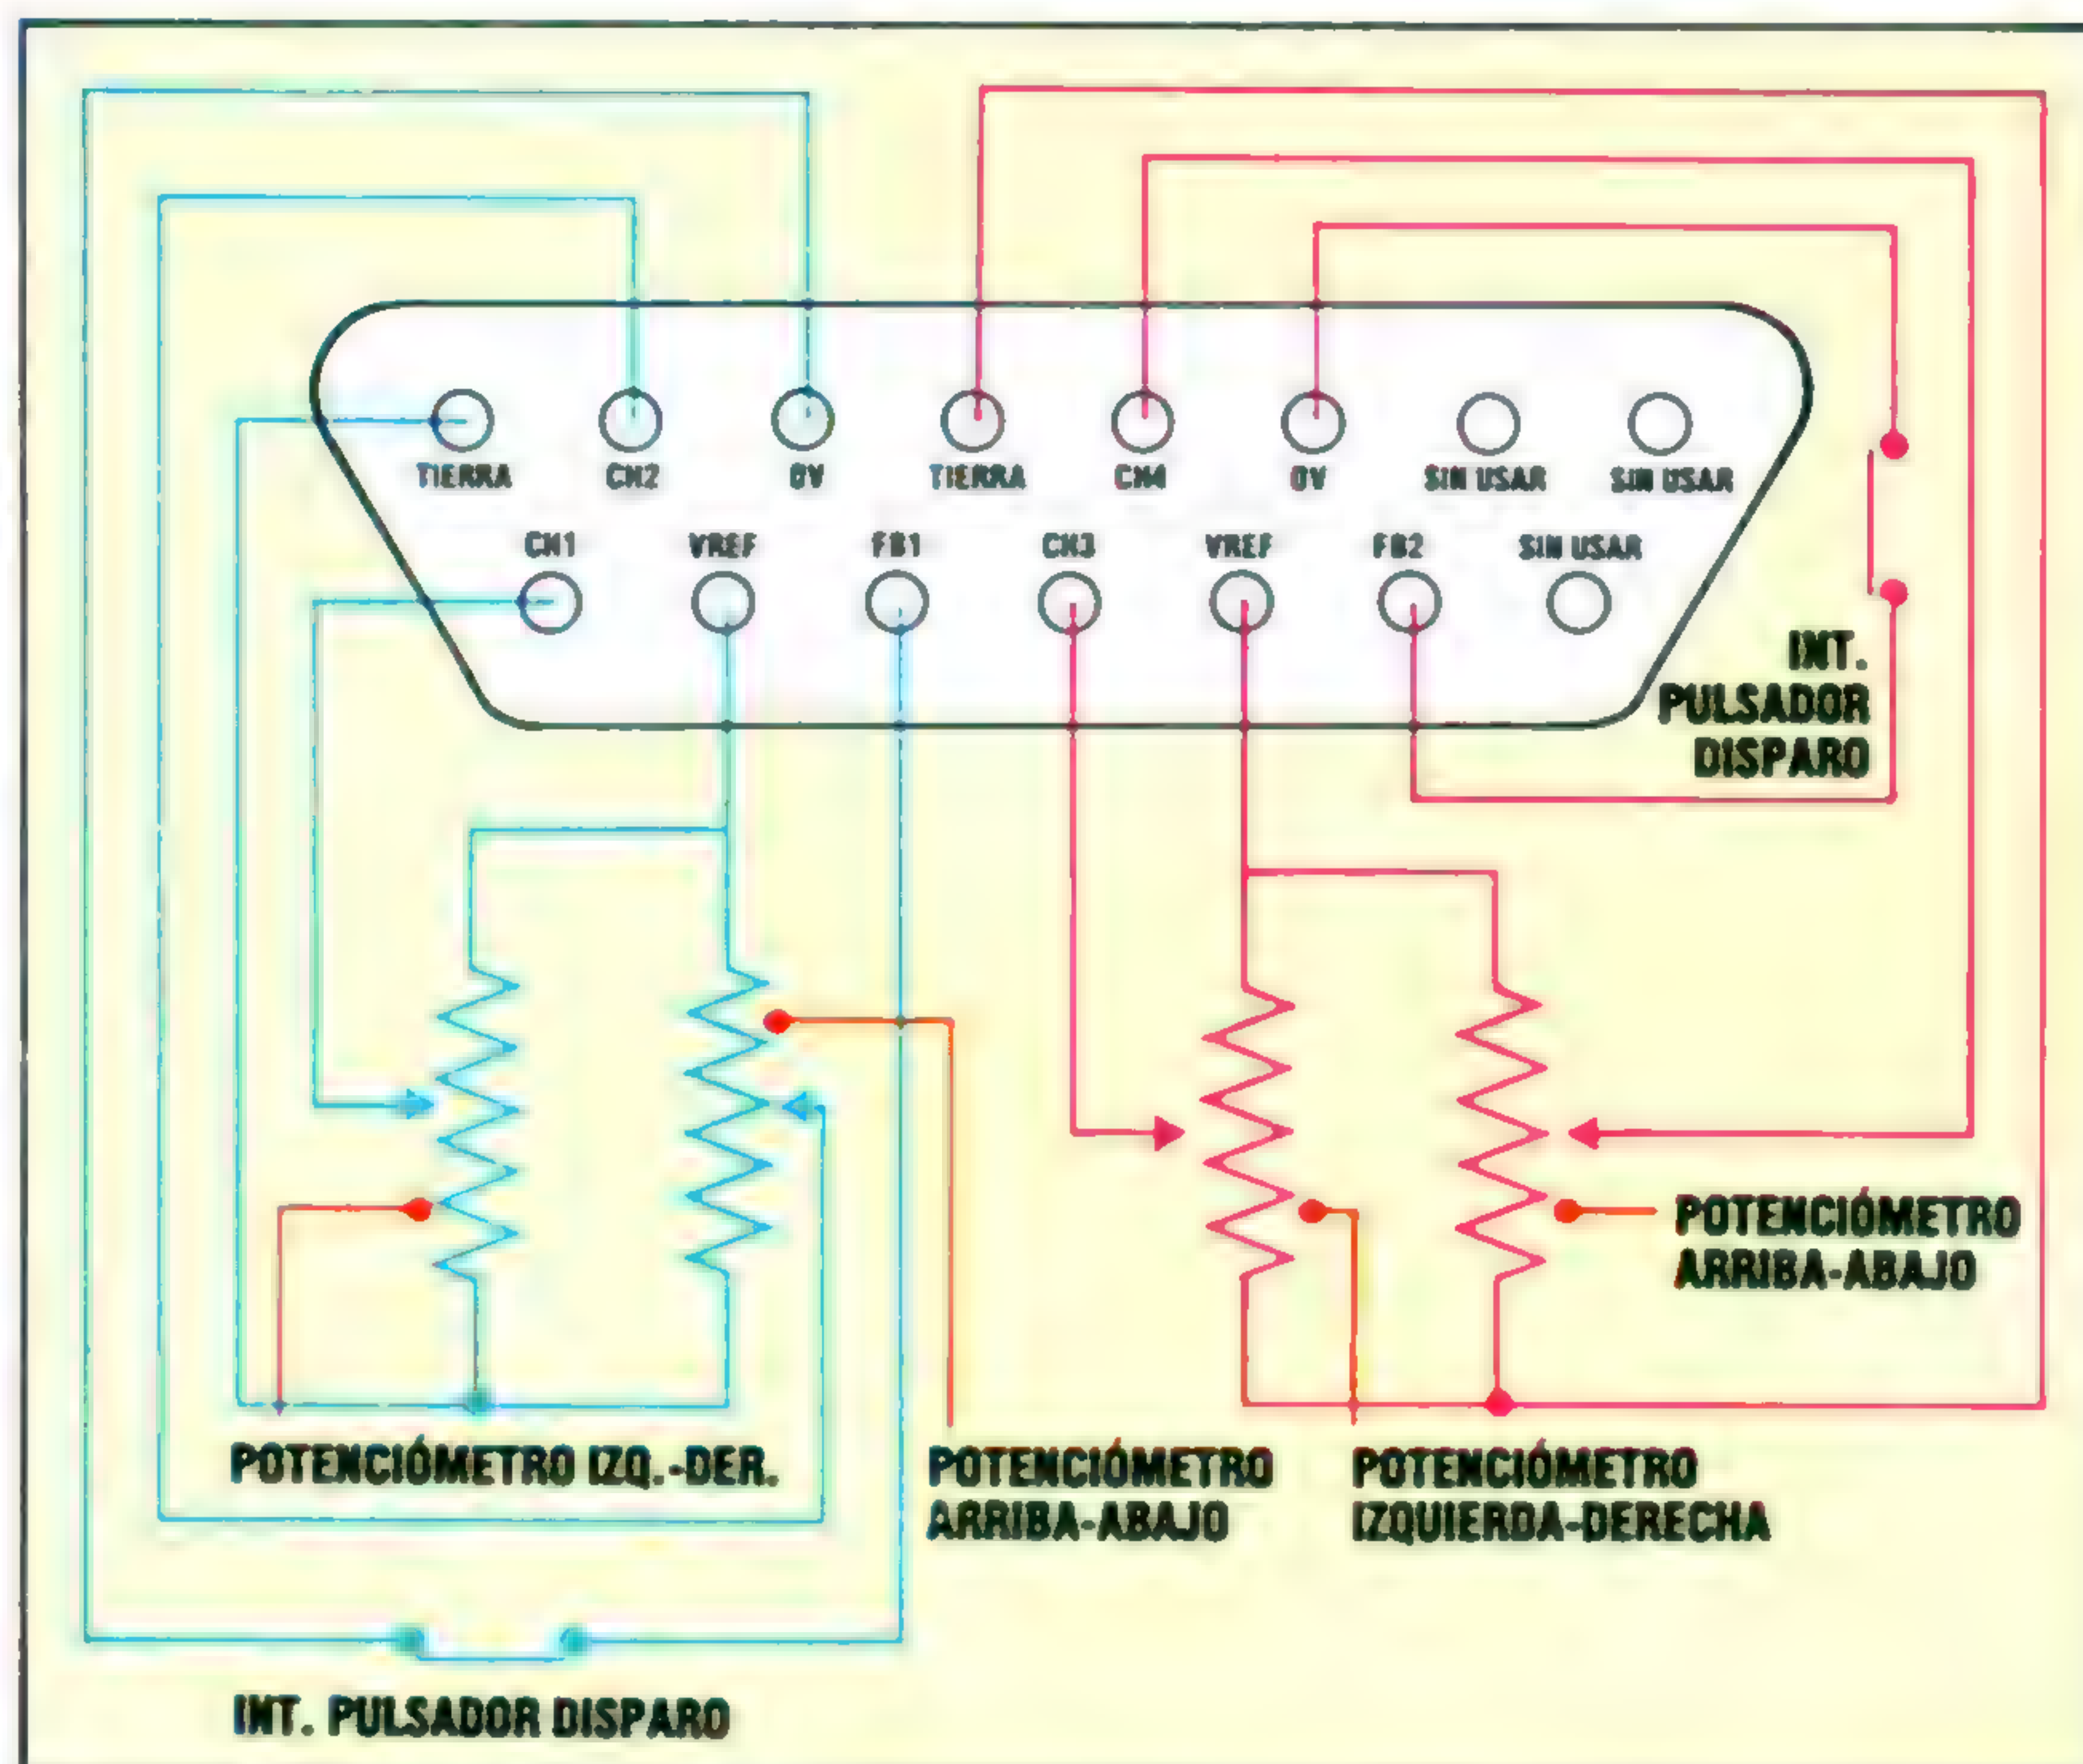 TIERRA CH2 0V TIERRA CH4 0V SIN USAR SIN USAR
CH1 VREF FB1 CH3 VREF FB2 SIN USAR
INT.
PULSADOR
DISPARO
POTENCIÓMETRO
ARRIBA-ABAJO
POTENCIÓMETRO IZQ.-DER.
POTENCIÓMETRO
ARRIBA-ABAJO
POTENCIÓMETRO
IZQUIERDA-DERECHA
INT. PULSADOR DISPARO